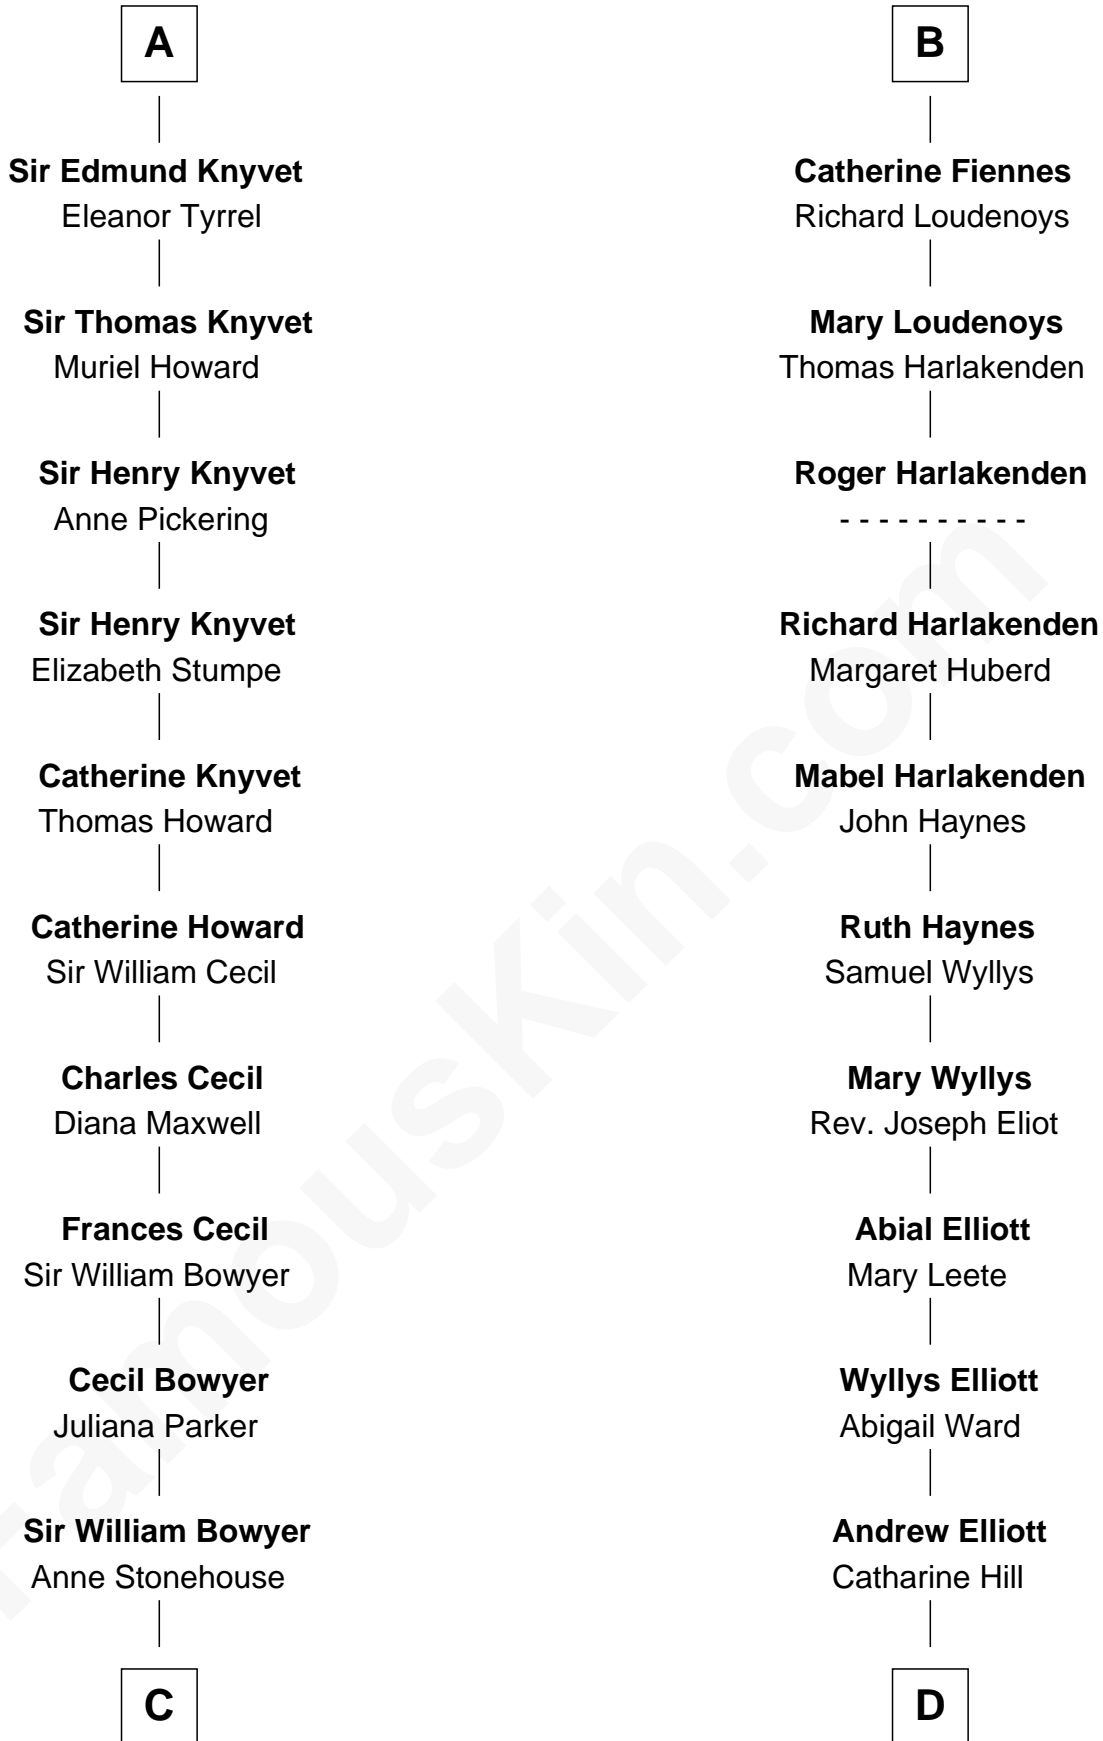 A
Sir Edmund Knyvet
Eleanor Tyrrel
Sir Thomas Knyvet
Muriel Howard
Sir Henry Knyvet
Anne Pickering
Sir Henry Knyvet
Elizabeth Stumpe
Catherine Knyvet
Thomas Howard
Catherine Howard
Sir William Cecil
Charles Cecil
Diana Maxwell
Frances Cecil
Sir William Bowyer
Cecil Bowyer
Juliana Parker
Sir William Bowyer
Anne Stonehouse
C
B
Catherine Fiennes
Richard Loudenoys
Mary Loudenoys
Thomas Harlakenden
Roger Harlakenden
- - - - - - - - - -
Richard Harlakenden
Margaret Huberd
Mabel Harlakenden
John Haynes
Ruth Haynes
Samuel Wyllys
Mary Wyllys
Rev. Joseph Eliot
Abial Elliott
Mary Leete
Wyllys Elliott
Abigail Ward
Andrew Elliott
Catharine Hill
D
FamousKin.com